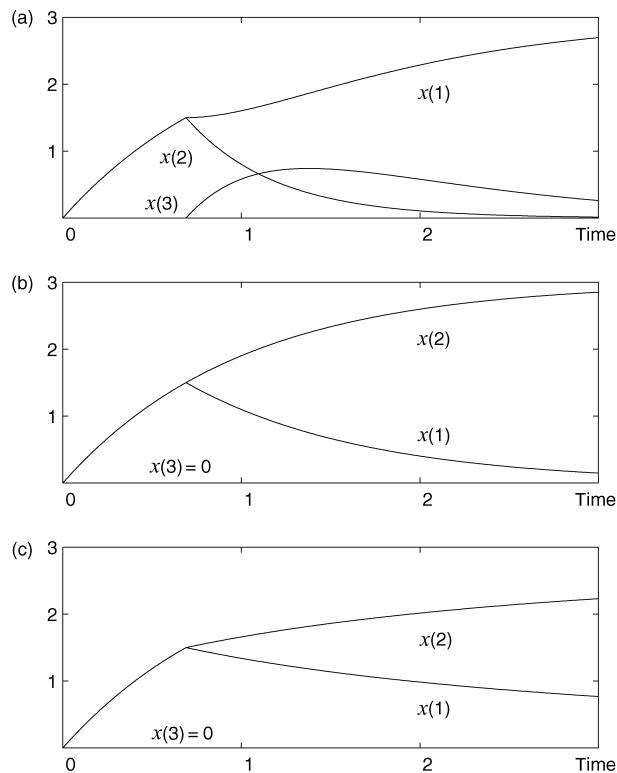 (a) 3
2
x(1)
1
x(2)
x(3)
0 1 2 Time
(b) 3
x(2)
2
x(1)
1
x(3) = 0
0 1 2 Time
(c) 3
2
x(2)
1
x(1)
x(3) = 0
0 1 2 Time